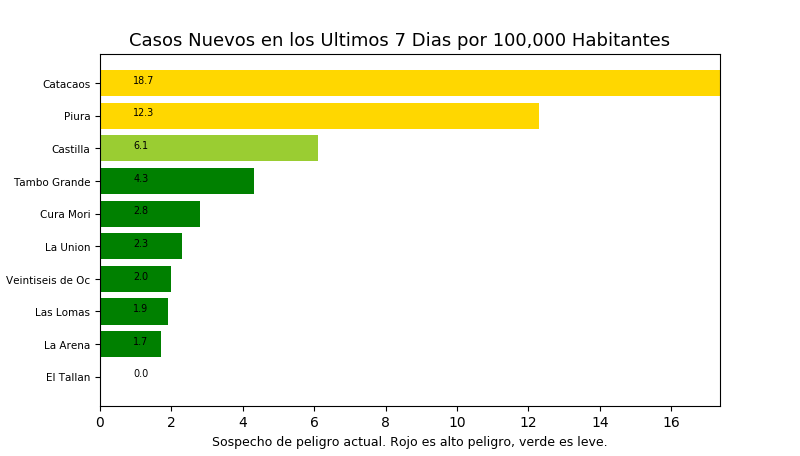 Casos Nuevos en los Ultimos 7 Dias por 100,000 Habitantes
Catacaos 18.7
Piura 12.3
Castilla 6.1
Tambo Grande 4.3
Cura Mori 2.8
La Union 2.3
Veintiseis de Oc 2.0
Las Lomas 1.9
La Arena 1.7
El Tallan 0.0
0 2 4 6 8 10 12 14 16
Sospecho de peligro actual. Rojo es alto peligro, verde es leve.